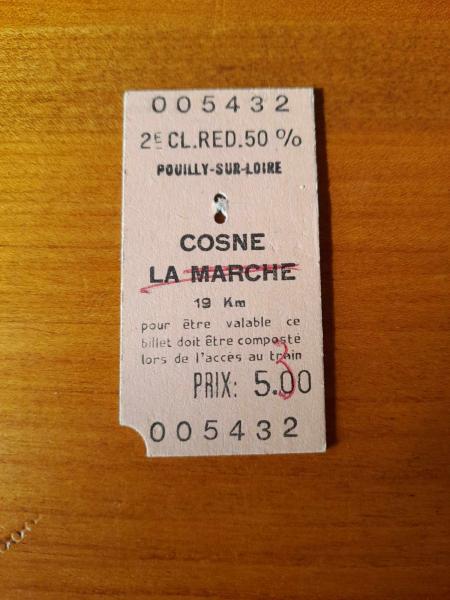 005432
2E CL.RED.50 %
POUILLY-SUR-LOIRE
COSNE
LA MARCHE
19 Km
pour être valable ce
billet doit être composté
lors de l'accès au train
3
PRIX: 5.00
005432